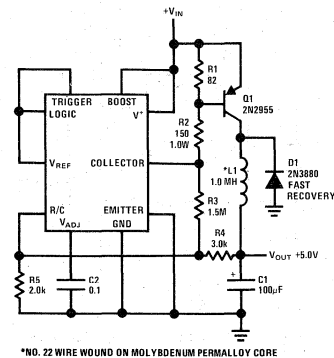 +VIN
R1
82
Q1
2N2955
TRIGGER
BOOST
LOGIC
V+
R2
150
1.0W
VREF
COLLECTOR
*L1
1.0 MH
D1
2N3880
FAST
RECOVERY
R/C
EMITTER
VADJ
GND
R3
1.5M
R4
3.0k
VOUT +5.0V
R5
2.0k
C2
0.1
+
C1
100µF
*NO. 22 WIRE WOUND ON MOLYBDENUM PERMALLOY CORE